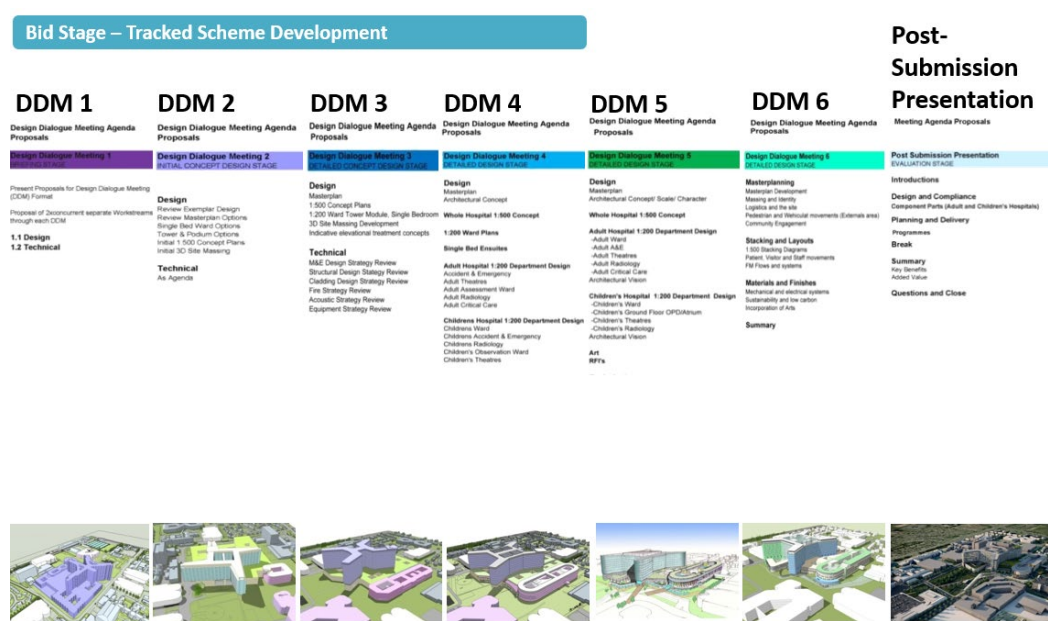 Bid Stage – Tracked Scheme Development
DDM 1
Design Dialogue Meeting Agenda
Proposals
Design Dialogue Meeting 1
BRIEFING STAGE
Present Proposals for Design Dialogue Meeting
(DDM) Format
Proposal of 2xconcurrent separate Workstreams
through each DDM
1.1 Design
1.2 Technical
DDM 2
Design Dialogue Meeting Agenda
Proposals
Design Dialogue Meeting 2
INITIAL CONCEPT DESIGN STAGE
Design
Review Exemplar Design
Review Masterplan Options
Single Bed Ward Options
Tower & Podium Options
Initial 1:500 Concept Plans
Initial 3D Site Massing
Technical
As Agenda
DDM 3
Design Dialogue Meeting Agenda
Proposals
Design Dialogue Meeting 3
DETAILED CONCEPT DESIGN STAGE
Design
Masterplan
1:500 Concept Plans
1:200 Ward Tower Module, Single Bedroom
3D Site Massing Development
Indicative elevational treatment concepts
Technical
M&E Design Strategy Review
Structural Design Stategy Review
Cladding Design Strategy Review
Fire Strategy Review
Acoustic Strategy Review
Equipment Strategy Review
DDM 4
Design Dialogue Meeting Agenda
Proposals
Design Dialogue Meeting 4
DETAILED DESIGN STAGE
Design
Masterplan
Architectural Concept
Whole Hospital 1:500 Concept
1:200 Ward Plans
Single Bed Ensuites
Adult Hospital 1:200 Department Design
Accident & Emergency
Adult Theatres
Adult Assessment Ward
Adult Radiology
Adult Critical Care
Childrens Hospital 1:200 Department Design
Childrens Ward
Childrens Accident & Emergency
Childrens Radiology
Children's Observation Ward
Children's Theatres
DDM 5
Design Dialogue Meeting Agenda
Proposals
Design Dialogue Meeting 5
DETAILED DESIGN STAGE
Design
Masterplan
Architectural Concept/ Scale/ Character
Whole Hospital 1:500 Concept
Adult Hospital 1:200 Department Design
-Adult Ward
-Adult A&E
-Adult Theatres
-Adult Radiology
-Adult Critical Care
Architectural Vision
Children's Hospital 1:200 Department Design
-Children's Ward
-Children's Ground Floor OPD/Atrium
-Children's Theatres
-Children's Radiology
Architectural Vision
Art
RFI's
DDM 6
Design Dialogue Meeting Agenda
Proposals
Design Dialogue Meeting 6
DETAILED DESIGN STAGE
Masterplanning
Masterplan Development
Massing and Identity
Logistics and the site
Pedestrian and Vehicular movements (Externals area)
Community Engagement
Stacking and Layouts
1:500 Stacking Diagrams
Patient, Visitor and Staff movements
FM Flows and systems
Materials and Finishes
Mechanical and electrical systems
Sustainability and low carbon
Incorporation of Arts
Summary
Post-
Submission
Presentation
Meeting Agenda Proposals
Post Submission Presentation
EVALUATION STAGE
Introductions
Design and Compliance
Component Parts (Adult and Children's Hospitals)
Planning and Delivery
Programmes
Break
Summary
Key Benefits
Added Value
Questions and Close